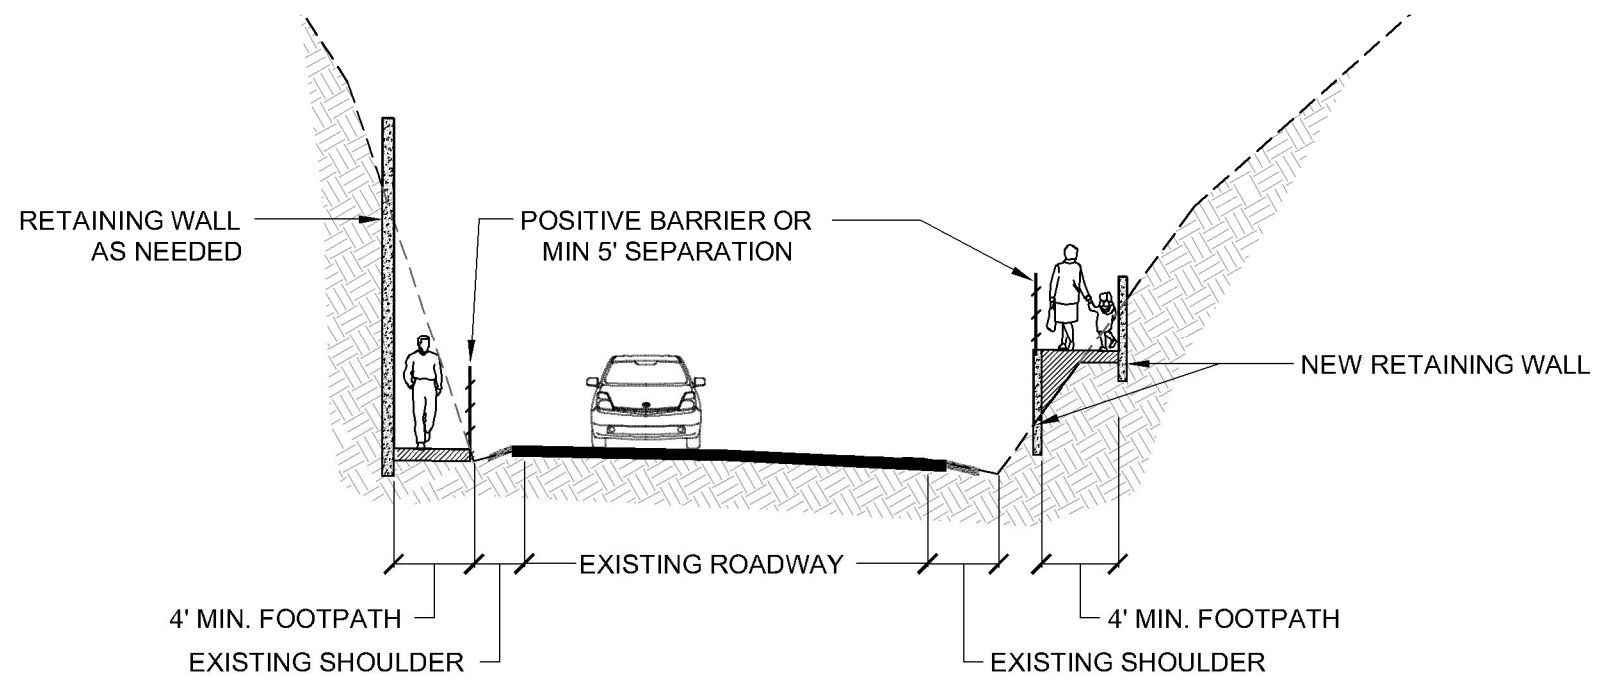 RETAINING WALL
AS NEEDED
POSITIVE BARRIER OR
MIN 5' SEPARATION
NEW RETAINING WALL
EXISTING ROADWAY
4' MIN. FOOTPATH
4' MIN. FOOTPATH
EXISTING SHOULDER
EXISTING SHOULDER